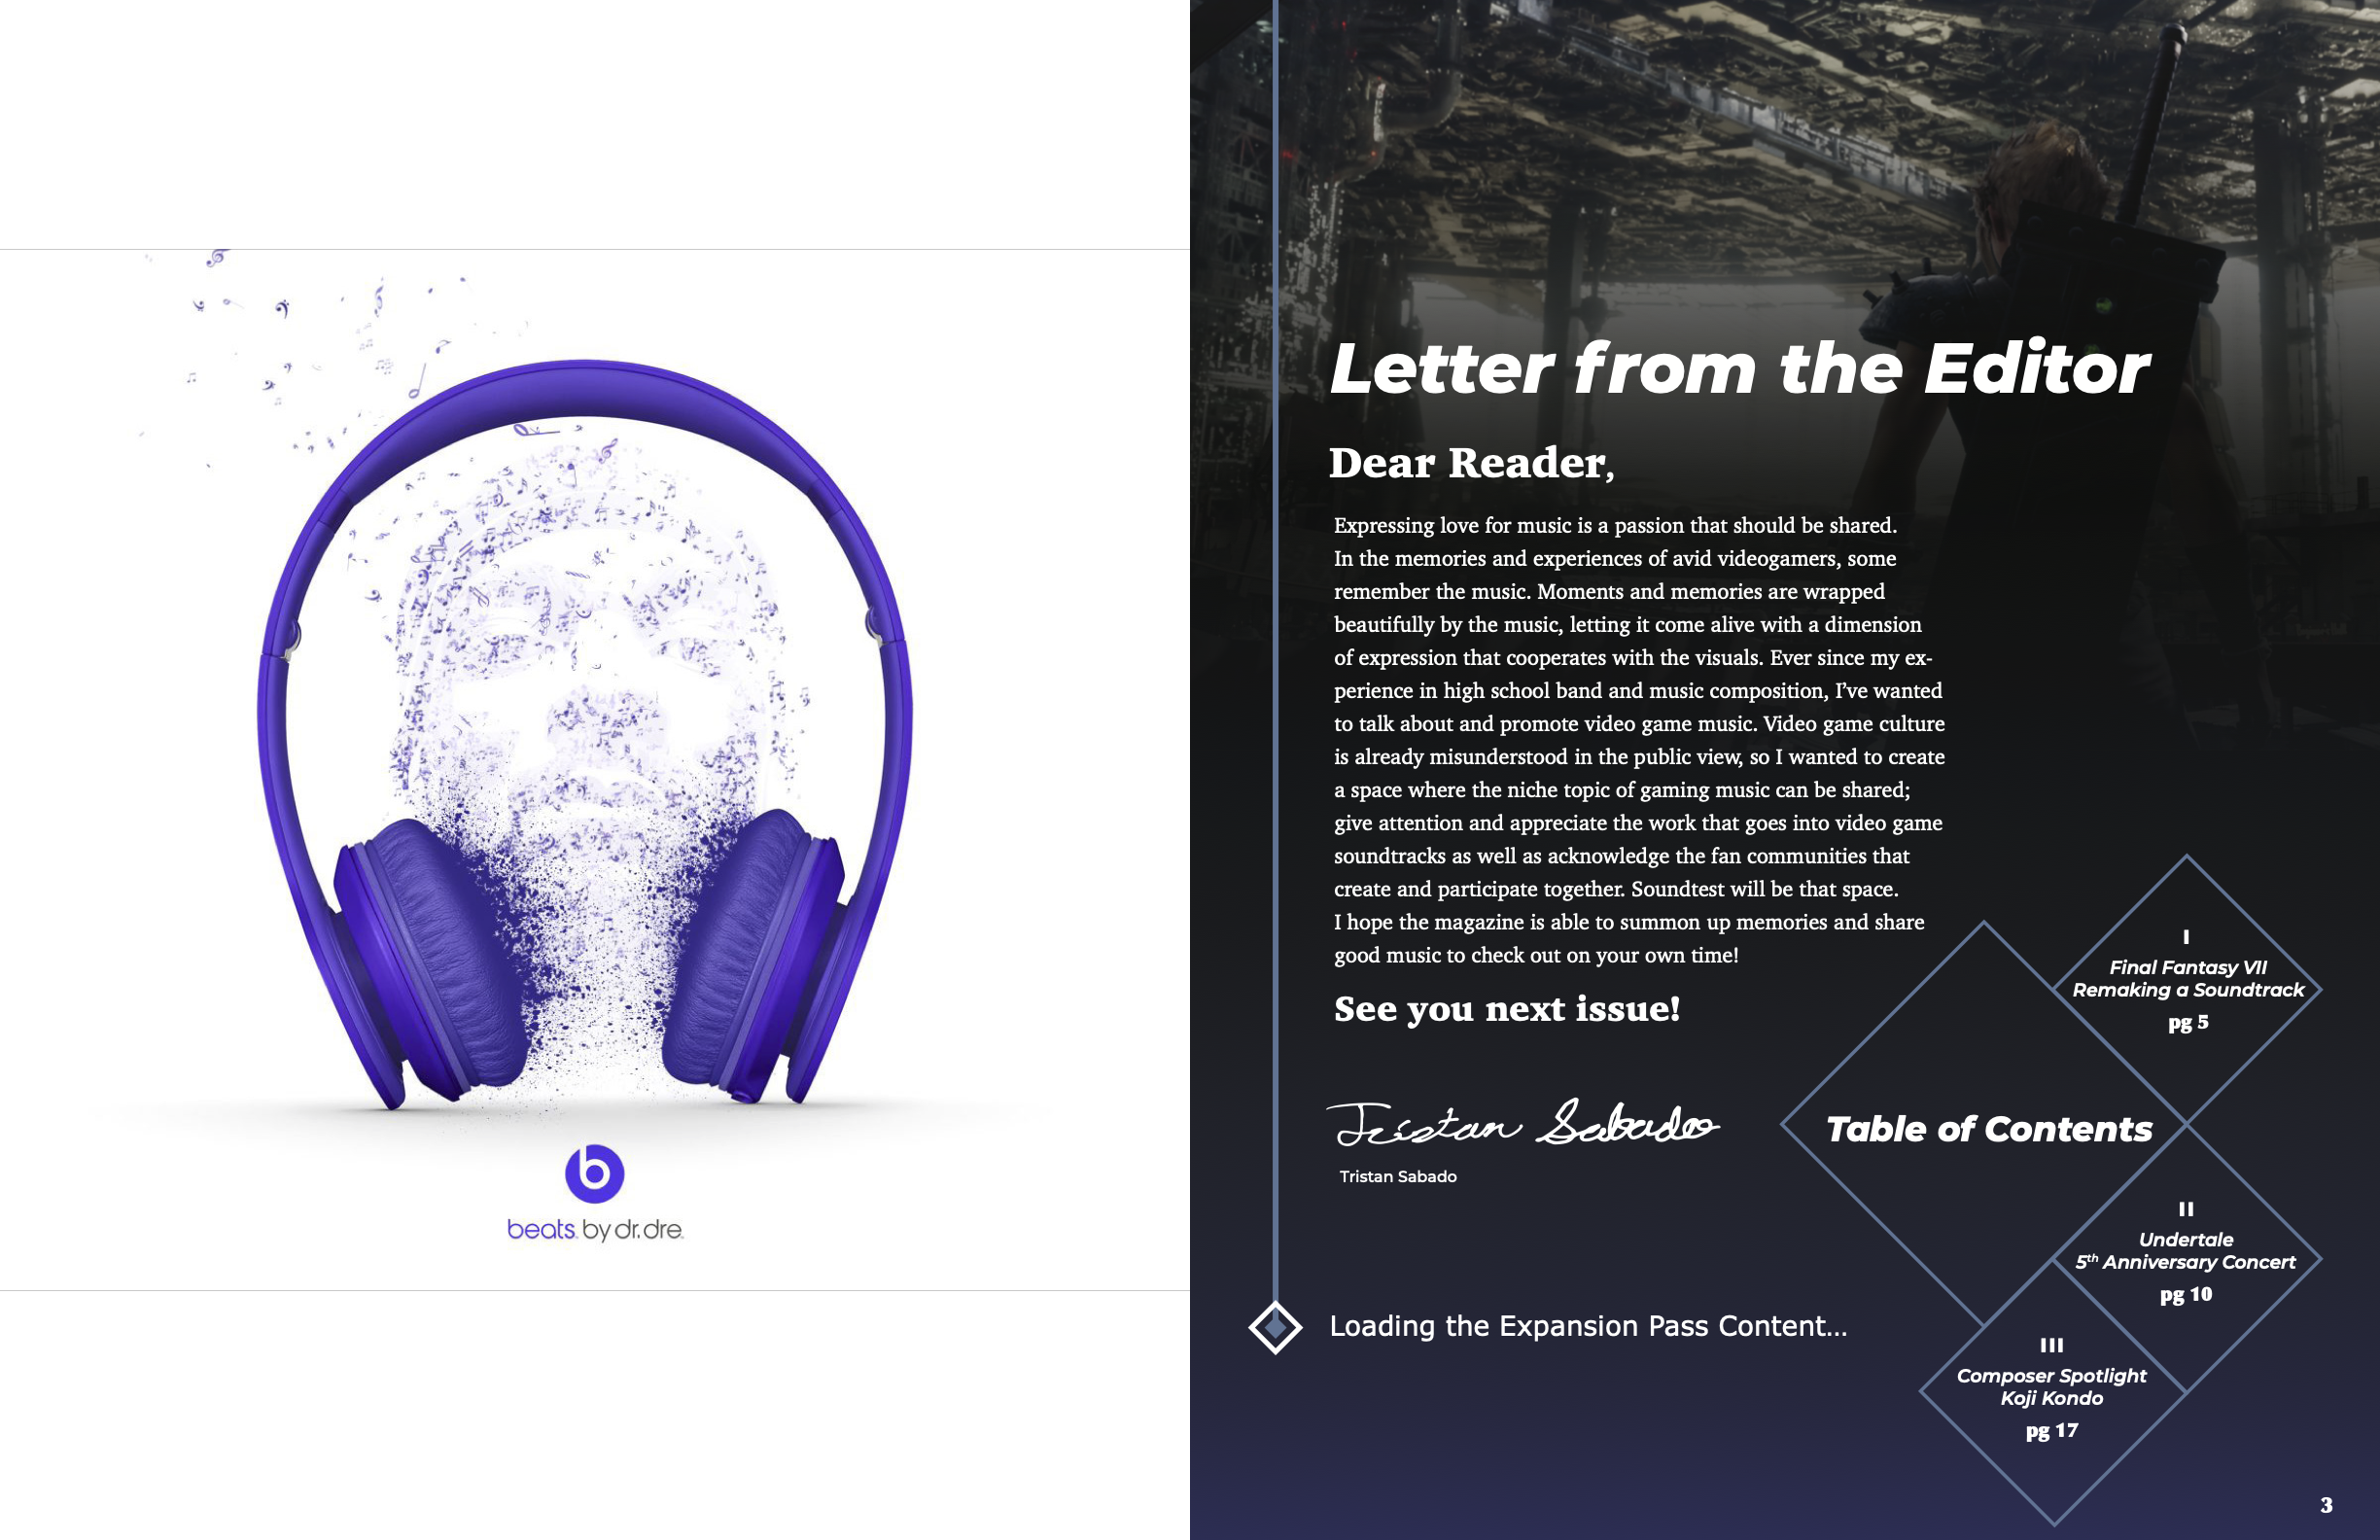 b
beats by dr. dre.
Letter from the Editor
Dear Reader,
Expressing love for music is a passion that should be shared.
In the memories and experiences of avid videogamers, some
remember the music. Moments and memories are wrapped
beautifully by the music, letting it come alive with a dimension
of expression that cooperates with the visuals. Ever since my ex-
perience in high school band and music composition, I’ve wanted
to talk about and promote video game music. Video game culture
is already misunderstood in the public view, so I wanted to create
a space where the niche topic of gaming music can be shared;
give attention and appreciate the work that goes into video game
soundtracks as well as acknowledge the fan communities that
create and participate together. Soundtest will be that space.
I hope the magazine is able to summon up memories and share
good music to check out on your own time!
See you next issue!
Tristan Sabado
Tristan Sabado
Table of Contents
I
Final Fantasy VII
Remaking a Soundtrack
pg 5
II
Undertale
5th Anniversary Concert
pg 10
III
Composer Spotlight
Koji Kondo
pg 17
Loading the Expansion Pass Content...
3